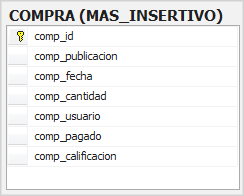 COMPRA (MAS_INSERTIVO)
comp_id
comp_publicacion
comp_fecha
comp_cantidad
comp_usuario
comp_pagado
comp_calificacion